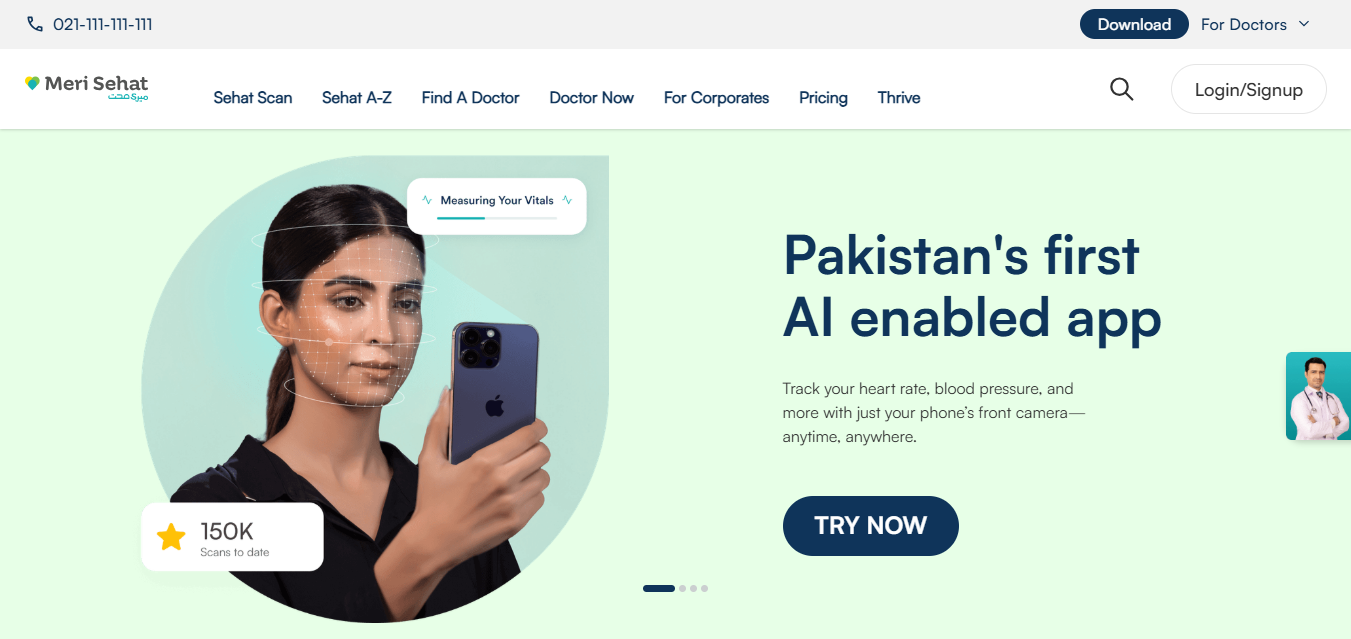 021-111-111-111
Download
For Doctors
Meri Sehat
میری صحت
Sehat Scan
Sehat A-Z
Find A Doctor
Doctor Now
For Corporates
Pricing
Thrive
Login/Signup
Measuring Your Vitals
150K
Scans to date
Pakistan's first
AI enabled app
Track your heart rate, blood pressure, and
more with just your phone’s front camera—
anytime, anywhere.
TRY NOW